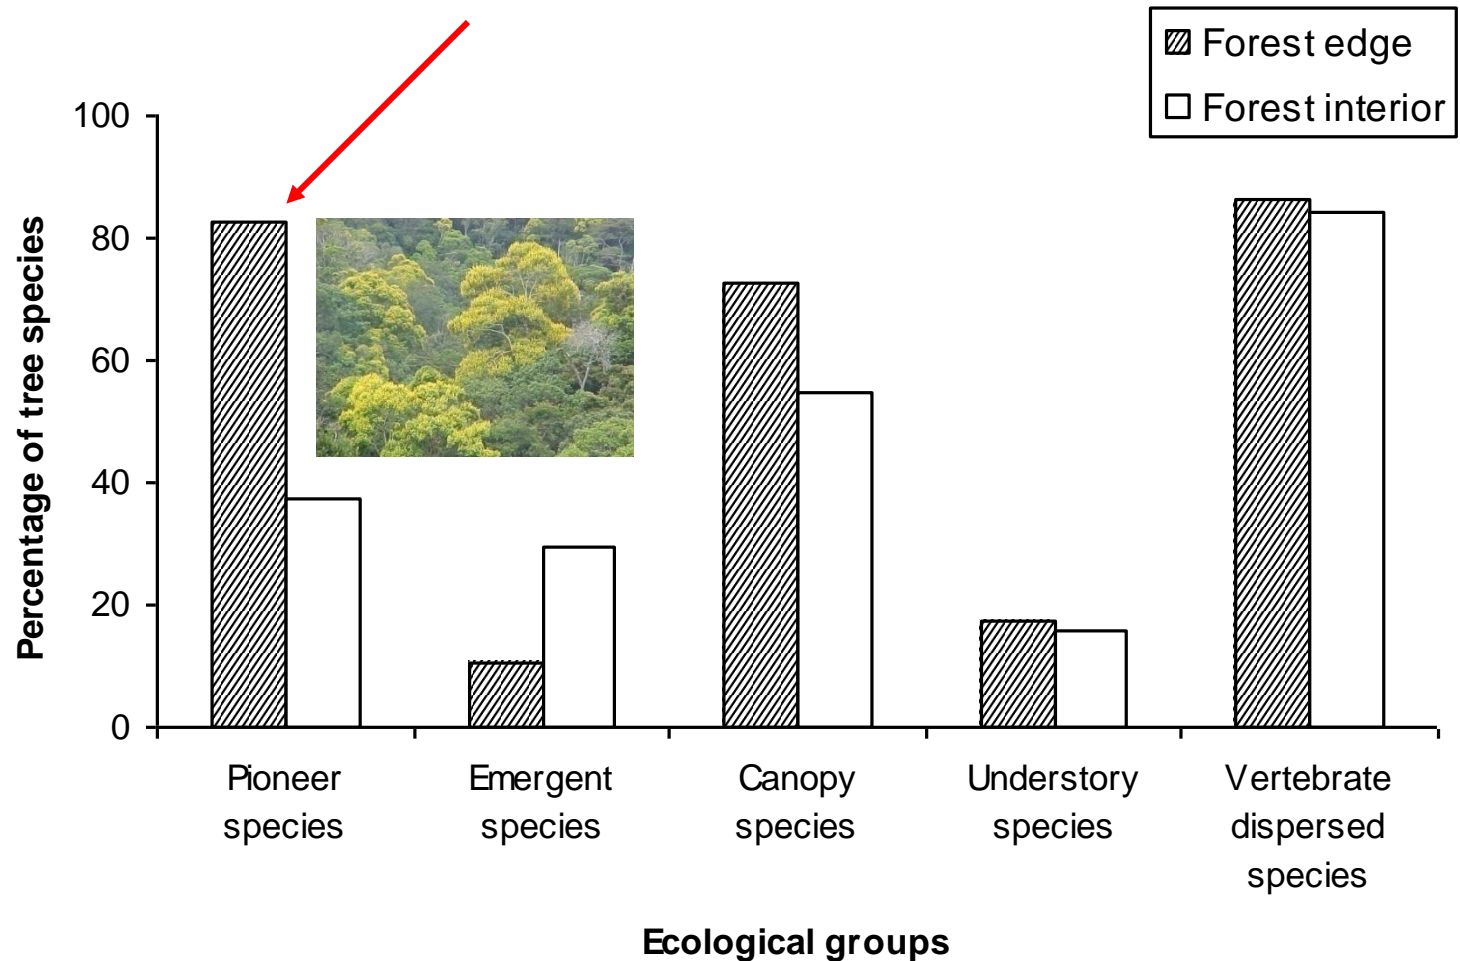 Forest edge
Forest interior
Percentage of tree species
100
80
60
40
20
0
Pioneer
species
Emergent
species
Canopy
species
Understory
species
Vertebrate
dispersed
species
Ecological groups